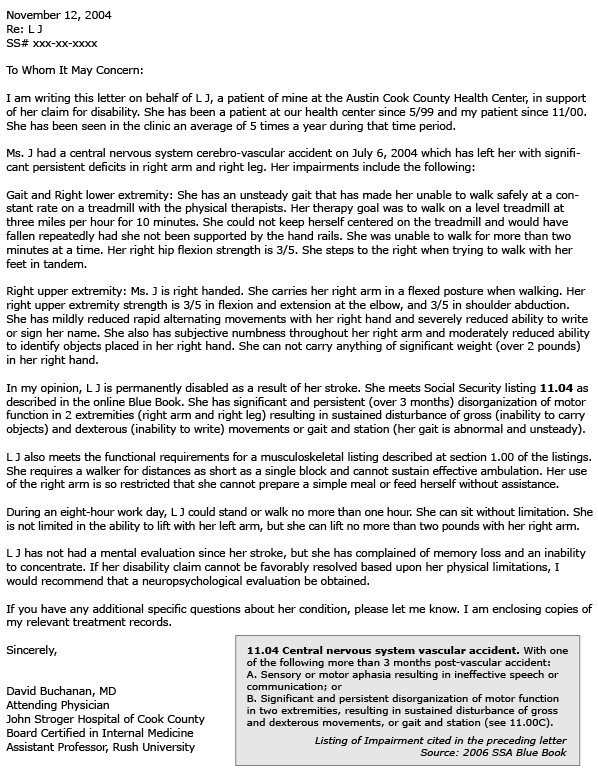 November 12, 2004
Re: L J
SS# xxx-xx-xxxx
To Whom It May Concern:
I am writing this letter on behalf of L J, a patient of mine at the Austin Cook County Health Center, in support
of her claim for disability. She has been a patient at our health center since 5/99 and my patient since 11/00.
She has been seen in the clinic an average of 5 times a year during that time period.
Ms. J had a central nervous system cerebro-vascular accident on July 6, 2004 which has left her with signifi-
cant persistent deficits in right arm and right leg. Her impairments include the following:
Gait and Right lower extremity: She has an unsteady gait that has made her unable to walk safely at a con-
stant rate on a treadmill with the physical therapists. Her therapy goal was to walk on a level treadmill at
three miles per hour for 10 minutes. She could not keep herself centered on the treadmill and would have
fallen repeatedly had she not been supported by the hand rails. She was unable to walk for more than two
minutes at a time. Her right hip flexion strength is 3/5. She steps to the right when trying to walk with her
feet in tandem.
Right upper extremity: Ms. J is right handed. She carries her right arm in a flexed posture when walking. Her
right upper extremity strength is 3/5 in flexion and extension at the elbow, and 3/5 in shoulder abduction.
She has mildly reduced rapid alternating movements with her right hand and severely reduced ability to write
or sign her name. She also has subjective numbness throughout her right arm and moderately reduced ability
to identify objects placed in her right hand. She can not carry anything of significant weight (over 2 pounds)
in her right hand.
In my opinion, L J is permanently disabled as a result of her stroke. She meets Social Security listing 11.04 as
described in the online Blue Book. She has significant and persistent (over 3 months) disorganization of motor
function in 2 extremities (right arm and right leg) resulting in sustained disturbance of gross (inability to carry
objects) and dexterous (inability to write) movements or gait and station (her gait is abnormal and unsteady).
L J also meets the functional requirements for a musculoskeletal listing described at section 1.00 of the listings.
She requires a walker for distances as short as a single block and cannot sustain effective ambulation. Her use
of the right arm is so restricted that she cannot prepare a simple meal or feed herself without assistance.
During an eight-hour work day, L J could stand or walk no more than one hour. She can sit without limitation. She
is not limited in the ability to lift with her left arm, but she can lift no more than two pounds with her right arm.
L J has not had a mental evaluation since her stroke, but she has complained of memory loss and an inability
to concentrate. If her disability claim cannot be favorably resolved based upon her physical limitations, I
would recommend that a neuropsychological evaluation be obtained.
If you have any additional specific questions about her condition, please let me know. I am enclosing copies of
my relevant treatment records.
Sincerely,
David Buchanan, MD
Attending Physician
John Stroger Hospital of Cook County
Board Certified in Internal Medicine
Assistant Professor, Rush University
11.04 Central nervous system vascular accident. With one
of the following more than 3 months post-vascular accident:
A. Sensory or motor aphasia resulting in ineffective speech or
communication; or
B. Significant and persistent disorganization of motor function
in two extremities, resulting in sustained disturbance of gross
and dexterous movements, or gait and station (see 11.00C).
Listing of Impairment cited in the preceding letter
Source: 2006 SSA Blue Book